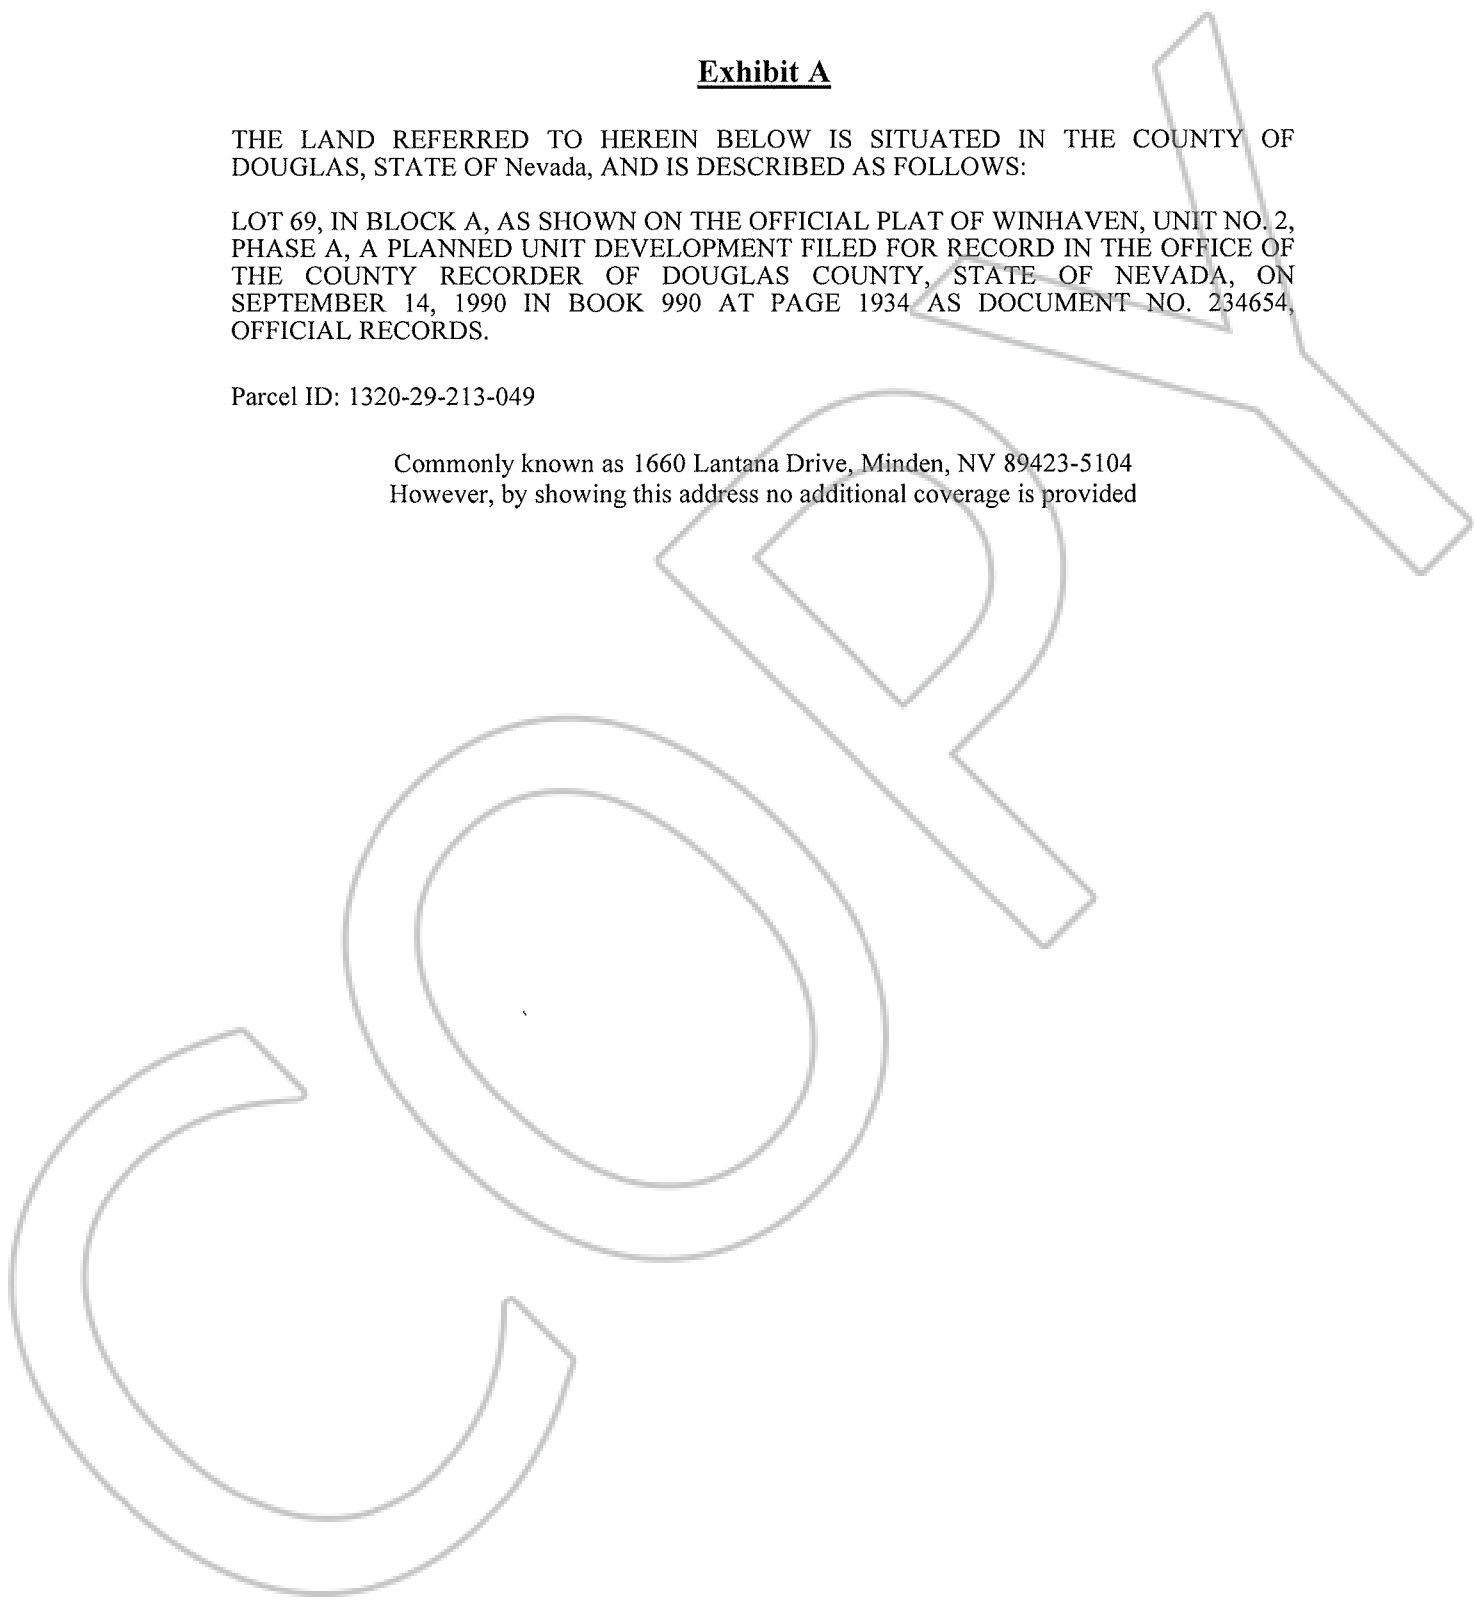 Exhibit A
THE LAND REFERRED TO HEREIN BELOW IS SITUATED IN THE COUNTY OF
DOUGLAS, STATE OF Nevada, AND IS DESCRIBED AS FOLLOWS:
LOT 69, IN BLOCK A, AS SHOWN ON THE OFFICIAL PLAT OF WINHAVEN, UNIT NO. 2,
PHASE A, A PLANNED UNIT DEVELOPMENT FILED FOR RECORD IN THE OFFICE OF
THE COUNTY RECORDER OF DOUGLAS COUNTY, STATE OF NEVADA, ON
SEPTEMBER 14, 1990 IN BOOK 990 AT PAGE 1934 AS DOCUMENT NO. 234654,
OFFICIAL RECORDS.
Parcel ID: 1320-29-213-049
Commonly known as 1660 Lantana Drive, Minden, NV 89423-5104
However, by showing this address no additional coverage is provided
COPY